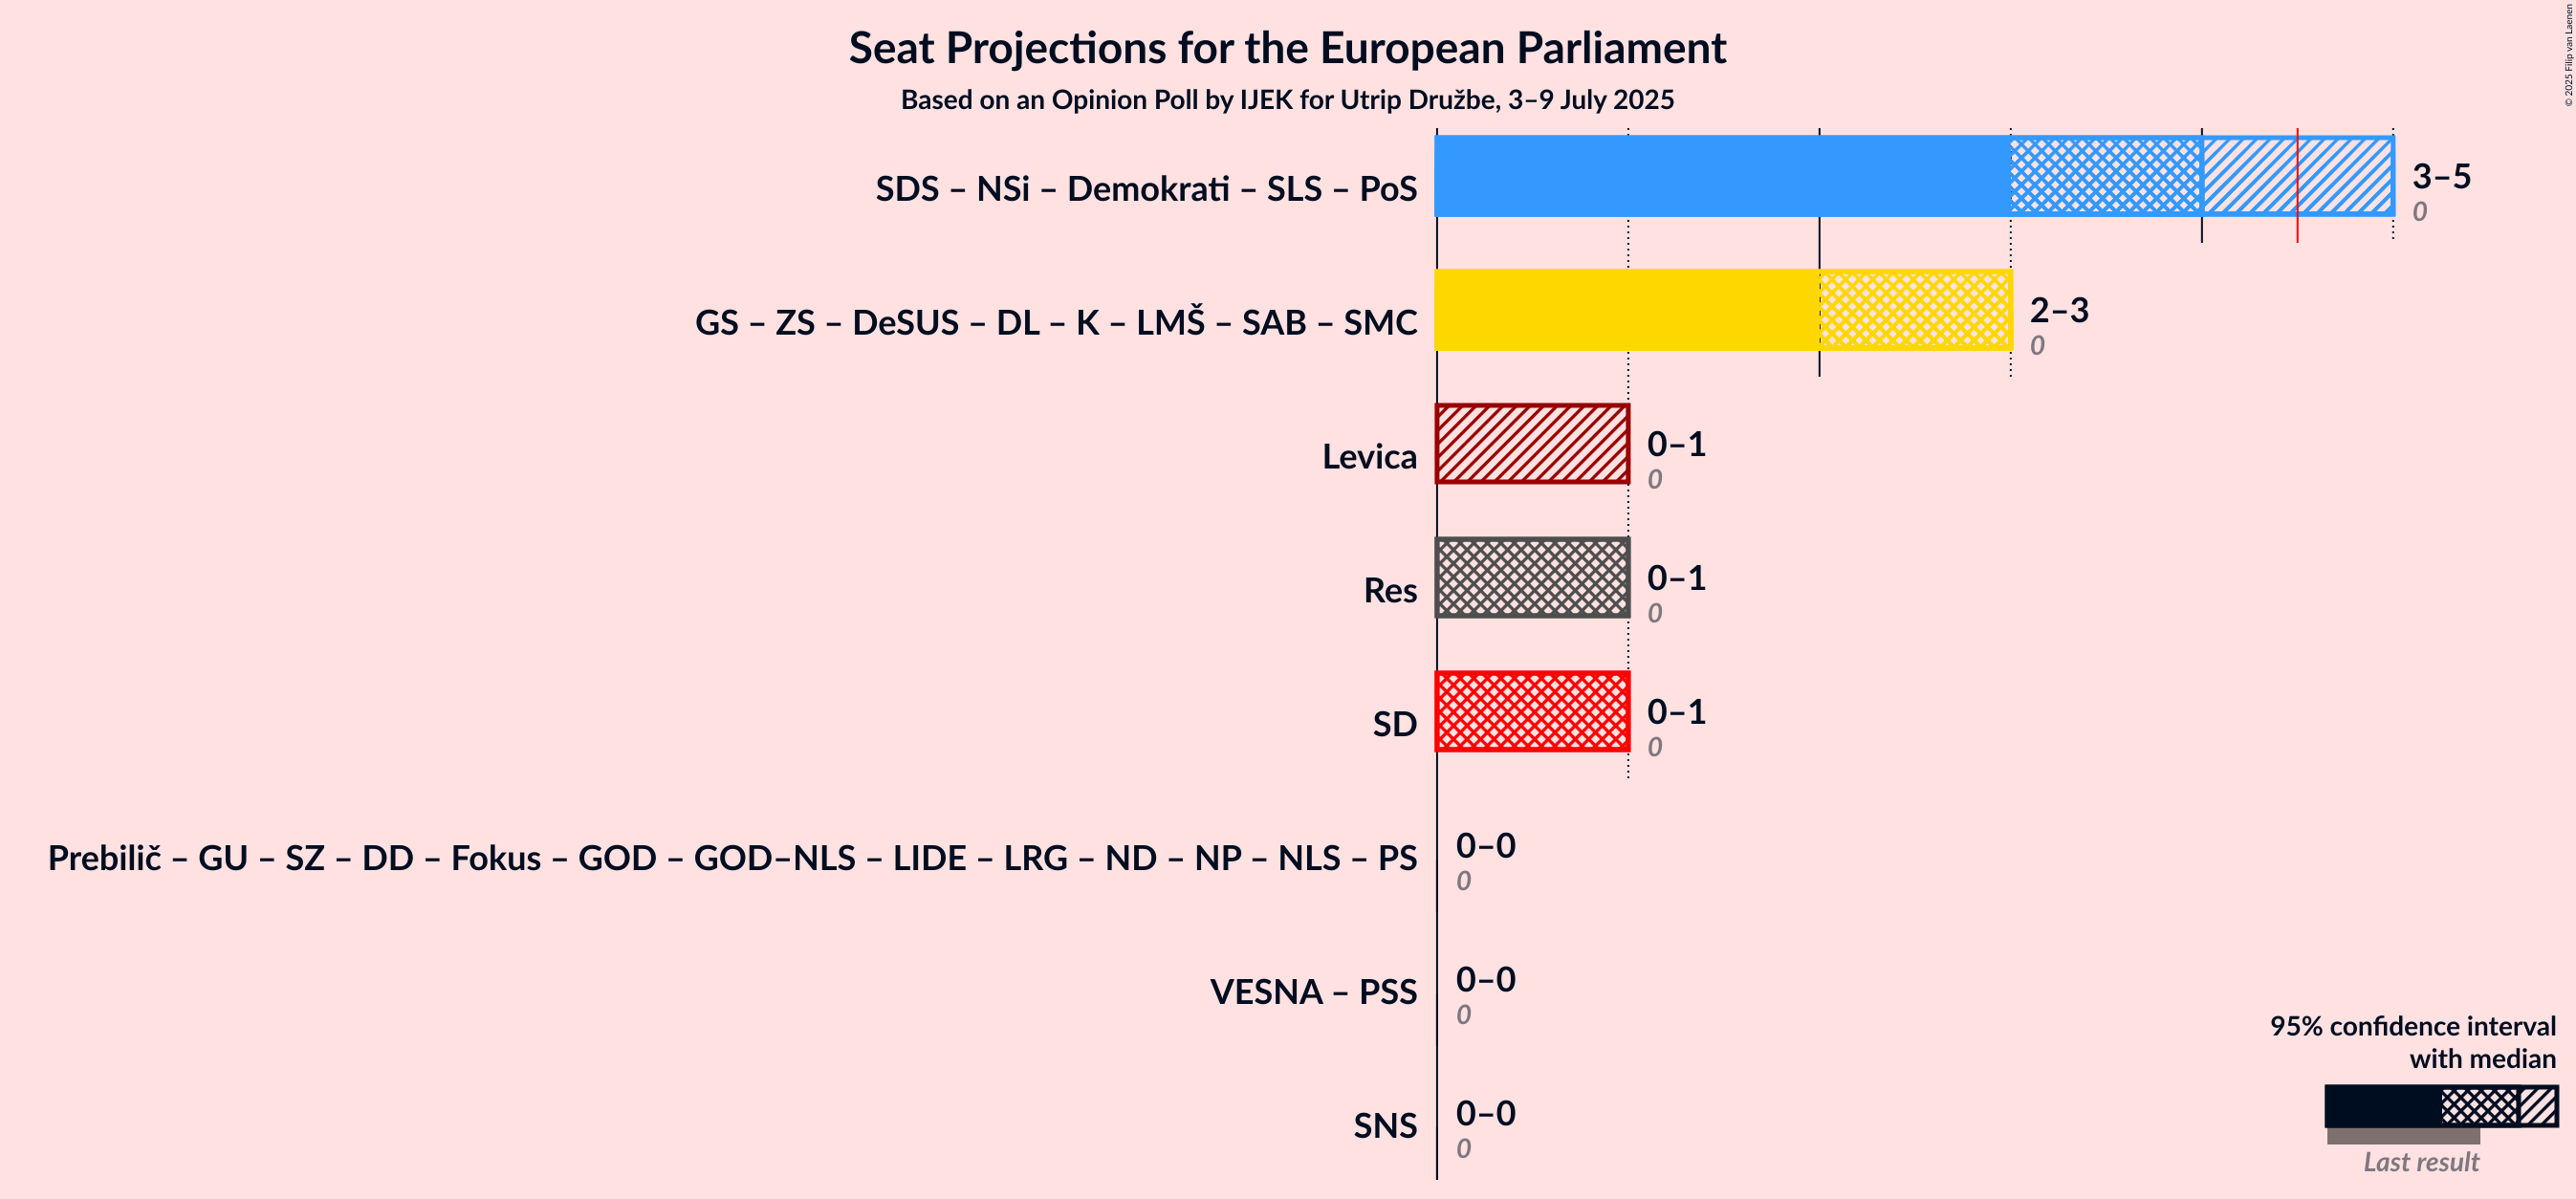 Seat Projections for the European Parliament
Based on an Opinion Poll by IJEK for Utrip Družbe, 3–9 July 2025
© 2025 Filip van Laenen
SDS – NSi – Demokrati – SLS – PoS
3–5
0
GS – ZS – DeSUS – DL – K – LMŠ – SAB – SMC
2–3
0
Levica
0–1
0
Res
0–1
0
SD
0–1
0
Prebilič – GU – SZ – DD – Fokus – GOD – GOD–NLS – LIDE – LRG – ND – NP – NLS – PS
0–0
0
VESNA – PSS
0–0
0
SNS
0–0
0
95% confidence interval
with median
Last result